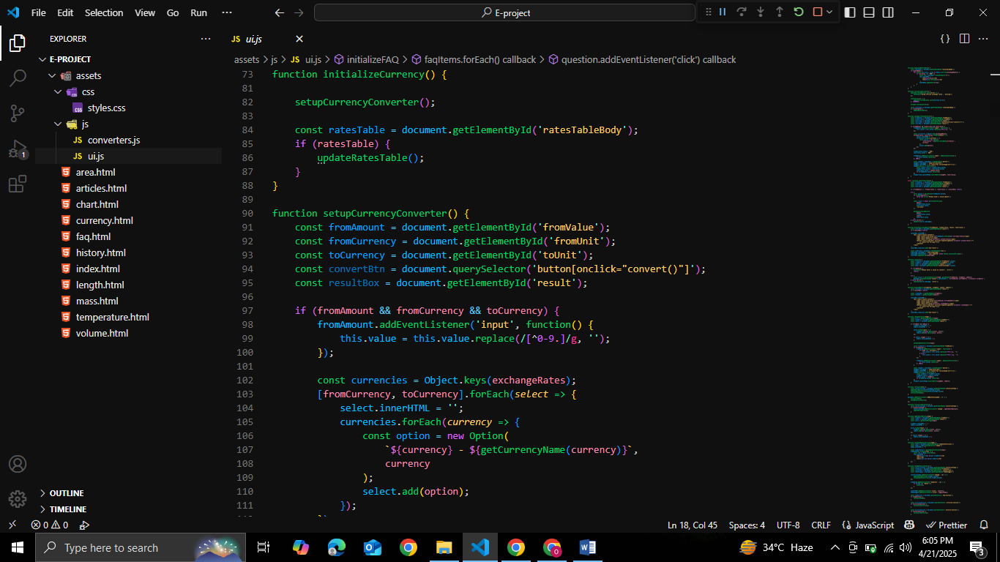 File Edit Selection View Go Run ···
E-project
EXPLORER
E-PROJECT
assets
css
styles.css
js
converters.js
ui.js
area.html
articles.html
chart.html
currency.html
faq.html
history.html
index.html
length.html
mass.html
temperature.html
volume.html
OUTLINE
TIMELINE
1
JS ui.js
assets > js > JS ui.js > initializeFAQ > faqItems.forEach() callback > question.addEventListener('click') callback
73 function initializeCurrency() {
81
82 setupCurrencyConverter();
83
84 const ratesTable = document.getElementById('ratesTableBody');
85 if (ratesTable) {
86 updateRatesTable();
87 }
88 }
89
90 function setupCurrencyConverter() {
91 const fromAmount = document.getElementById('fromValue');
92 const fromCurrency = document.getElementById('fromUnit');
93 const toCurrency = document.getElementById('toUnit');
94 const convertBtn = document.querySelector('button[onclick="convert()"]');
95 const resultBox = document.getElementById('result');
96
97 if (fromAmount && fromCurrency && toCurrency) {
98 fromAmount.addEventListener('input', function() {
99 this.value = this.value.replace(/[^0-9.]/g, '');
100 });
101
102 const currencies = Object.keys(exchangeRates);
103 [fromCurrency, toCurrency].forEach(select => {
104 select.innerHTML = '';
105 currencies.forEach(currency => {
106 const option = new Option(
107 `${currency} - ${getCurrencyName(currency)}`,
108 currency
109 );
110 select.add(option);
111 });
0 0
Ln 18, Col 45 Spaces: 4 UTF-8 CRLF {} JavaScript Prettier
Type here to search
34°C Haze
6:05 PM
4/21/2025
3